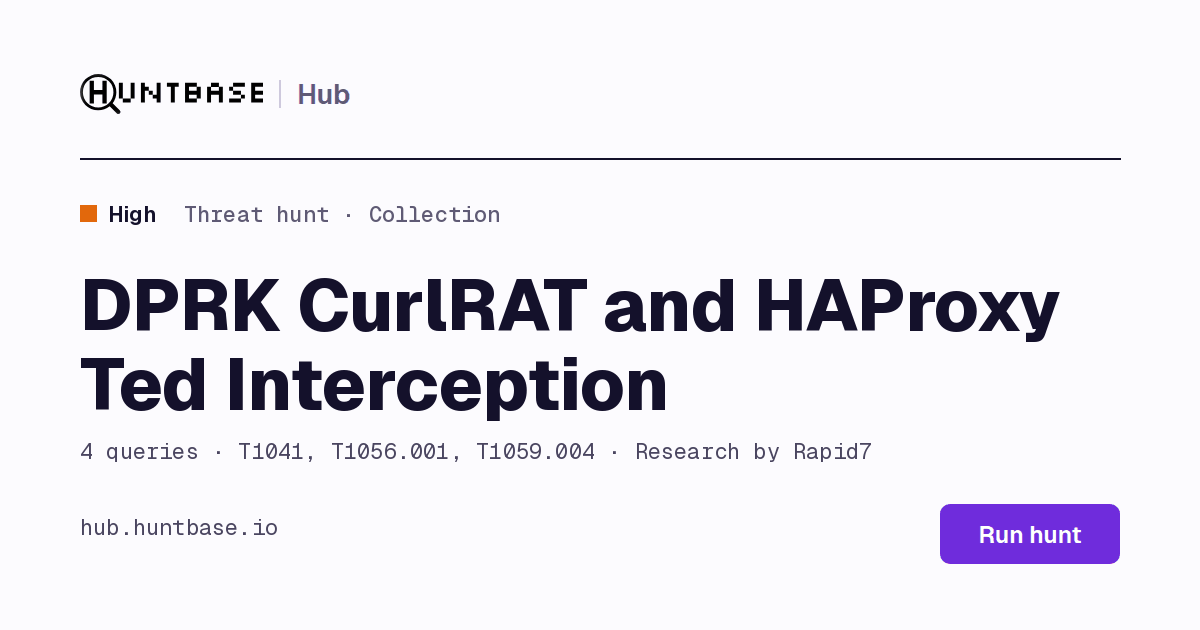 HUNTBASE | Hub
High Threat hunt · Collection
DPRK CurlRAT and HAProxy
Ted Interception
4 queries · T1041, T1056.001, T1059.004 · Research by Rapid7
hub.huntbase.io
Run hunt